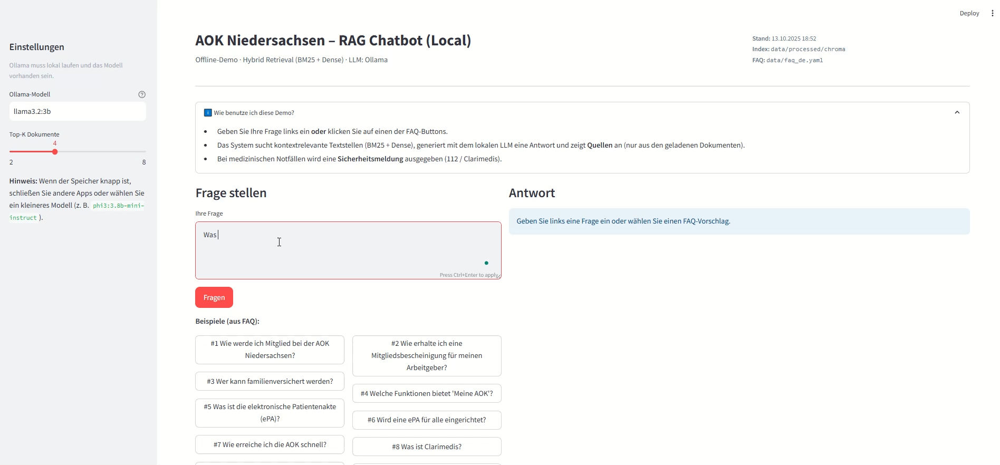 Deploy
Einstellungen
Ollama muss lokal laufen und das Modell
vorhanden sein.
Ollama-Modell
llama3.2:3b
Top-K Dokumente
4
2
8
Hinweis: Wenn der Speicher knapp ist,
schließen Sie andere Apps oder wählen Sie
ein kleineres Modell (z. B. phi3:3.8b-mini-
instruct ).
AOK Niedersachsen – RAG Chatbot (Local)
Offline-Demo · Hybrid Retrieval (BM25 + Dense) · LLM: Ollama
Stand: 13.10.2025 18:52
Index: data/processed/chroma
FAQ: data/faq_de.yaml
Wie benutze ich diese Demo?
• Geben Sie Ihre Frage links ein oder klicken Sie auf einen der FAQ-Buttons.
• Das System sucht kontextrelevante Textstellen (BM25 + Dense), generiert mit dem lokalen LLM eine Antwort und zeigt Quellen an (nur aus den geladenen Dokumenten).
• Bei medizinischen Notfällen wird eine Sicherheitsmeldung ausgegeben (112 / Clarimedis).
Frage stellen
Ihre Frage
Was
Press Ctrl+Enter to apply
Fragen
Antwort
Geben Sie links eine Frage ein oder wählen Sie einen FAQ-Vorschlag.
Beispiele (aus FAQ):
#1 Wie werde ich Mitglied bei der AOK
Niedersachsen?
#2 Wie erhalte ich eine
Mitgliedsbescheinigung für meinen
Arbeitgeber?
#3 Wer kann familienversichert werden?
#4 Welche Funktionen bietet 'Meine AOK'?
#5 Was ist die elektronische Patientenakte
(ePA)?
#6 Wird eine ePA für alle eingerichtet?
#7 Wie erreiche ich die AOK schnell?
#8 Was ist Clarimedis?